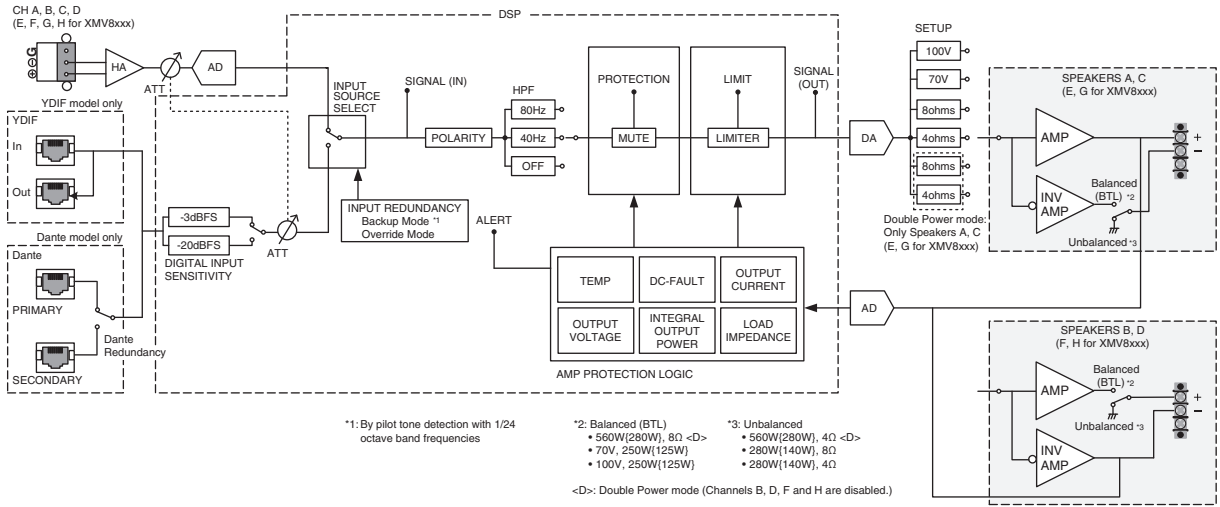 CH A, B, C, D
(E, F, G, H for XMV8xxx)
G
⊖
⊕
HA
ATT
AD
YDIF model only
YDIF
In
Out
Dante model only
Dante
PRIMARY
SECONDARY
Dante
Redundancy
DSP
-3dBFS
-20dBFS
DIGITAL INPUT
SENSITIVITY
ATT
INPUT
SOURCE
SELECT
INPUT REDUNDANCY
Backup Mode *1
Override Mode
SIGNAL (IN)
POLARITY
HPF
80Hz
40Hz
OFF
PROTECTION
MUTE
LIMIT
LIMITER
SIGNAL
(OUT)
ALERT
TEMP
DC-FAULT
OUTPUT
CURRENT
OUTPUT
VOLTAGE
INTEGRAL
OUTPUT
POWER
LOAD
IMPEDANCE
AMP PROTECTION LOGIC
DA
AD
SETUP
100V
70V
8ohms
4ohms
8ohms
4ohms
Double Power mode:
Only Speakers A, C
(E, G for XMV8xxx)
SPEAKERS A, C
(E, G for XMV8xxx)
AMP
INV
AMP
Balanced
(BTL) *2
Unbalanced *3
+
−
SPEAKERS B, D
(F, H for XMV8xxx)
AMP
INV
AMP
Balanced
(BTL) *2
Unbalanced *3
+
−
*1: By pilot tone detection with 1/24
octave band frequencies
*2: Balanced (BTL)
• 560W{280W}, 8Ω <D>
• 70V, 250W{125W}
• 100V, 250W{125W}
*3: Unbalanced
• 560W{280W}, 4Ω <D>
• 280W{140W}, 8Ω
• 280W{140W}, 4Ω
<D>: Double Power mode (Channels B, D, F and H are disabled.)